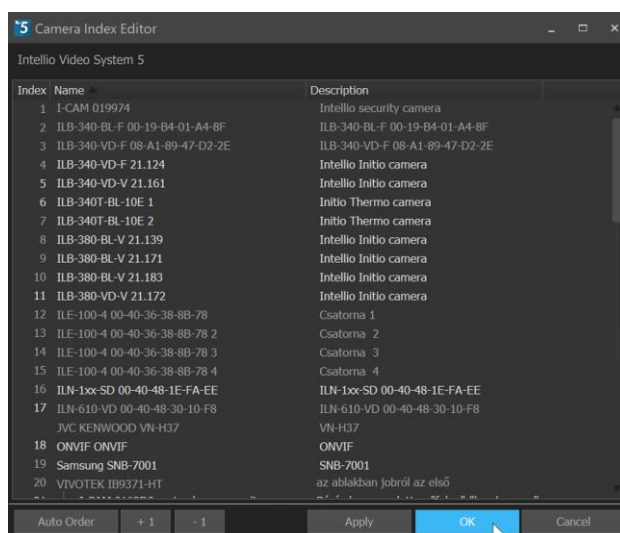 5 Camera Index Editor
Intellio Video System 5
Index Name Description
1 I-CAM 019974 Intellio security camera
2 ILB-340-BL-F 00-19-B4-01-A4-8F ILB-340-BL-F 00-19-B4-01-A4-8F
3 ILB-340-VD-F 08-A1-89-47-D2-2E ILB-340-VD-F 08-A1-89-47-D2-2E
4 ILB-340-VD-F 21.124 Intellio Initio camera
5 ILB-340-VD-V 21.161 Intellio Initio camera
6 ILB-340T-BL-10E 1 Initio Thermo camera
7 ILB-340T-BL-10E 2 Initio Thermo camera
8 ILB-380-BL-V 21.139 Intellio Initio camera
9 ILB-380-BL-V 21.171 Intellio Initio camera
10 ILB-380-BL-V 21.183 Intellio Initio camera
11 ILB-380-VD-V 21.172 Intellio Initio camera
12 ILE-100-4 00-40-36-38-8B-78 Csatorna 1
13 ILE-100-4 00-40-36-38-8B-78 2 Csatorna 2
14 ILE-100-4 00-40-36-38-8B-78 3 Csatorna 3
15 ILE-100-4 00-40-36-38-8B-78 4 Csatorna 4
16 ILN-1xx-SD 00-40-48-1E-FA-EE ILN-1xx-SD 00-40-48-1E-FA-EE
17 ILN-610-VD 00-40-48-30-10-F8 ILN-610-VD 00-40-48-30-10-F8
JVC KENWOOD VN-H37 VN-H37
18 ONVIF ONVIF ONVIF
19 Samsung SNB-7001 SNB-7001
20 VIVOTEK IB9371-HT az ablakban jobról az első
Auto Order + 1 - 1 Apply OK Cancel